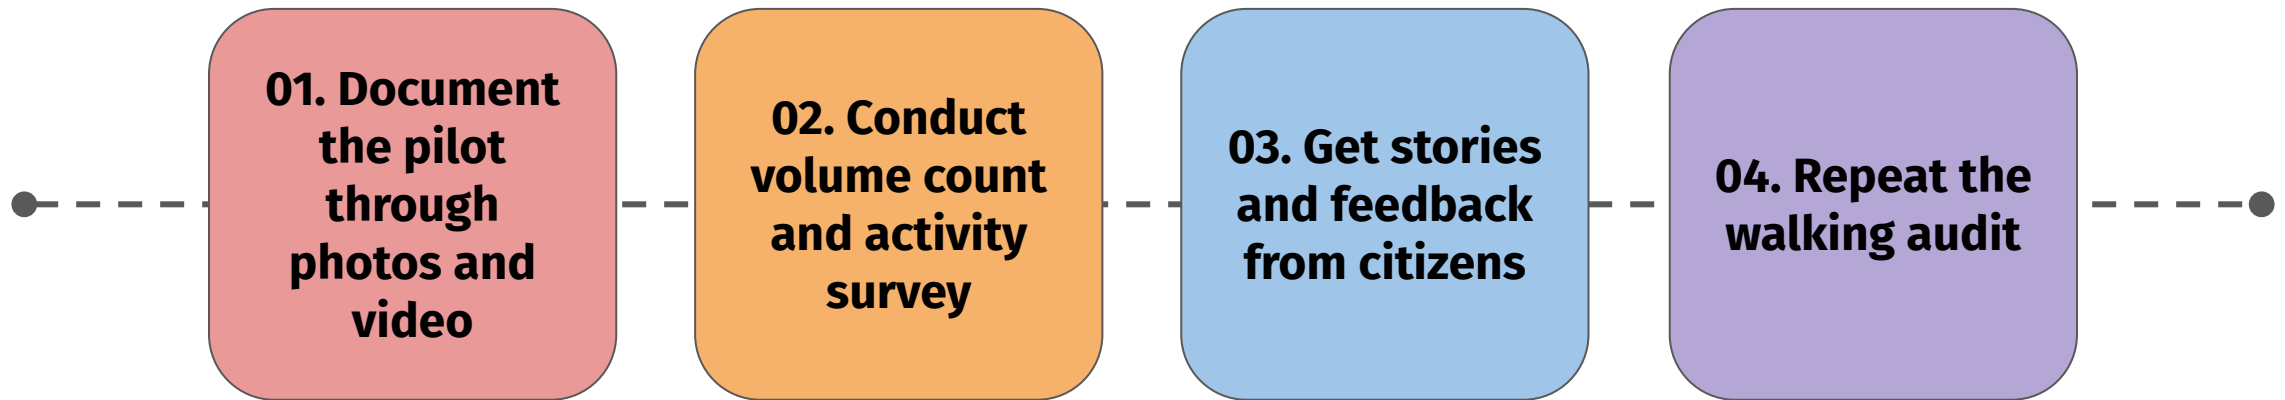 01. Document
the pilot
through
photos and
video
02. Conduct
volume count
and activity
survey
03. Get stories
and feedback
from citizens
04. Repeat the
walking audit